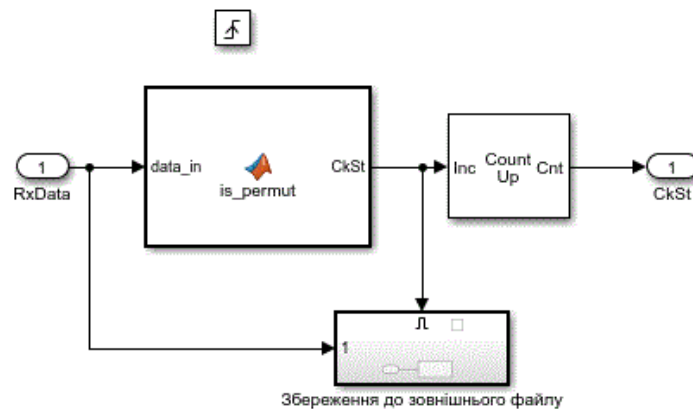 1
RxData
data_in
CkSt
is_permut
Inc
Count
Up
Cnt
1
CkSt
1
Збереження до зовнішнього файлу